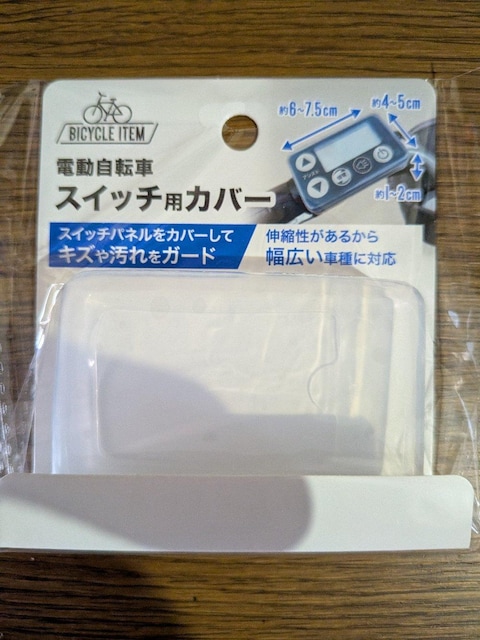 BICYCLE ITEM
電動自転車
スイッチ用カバー
約6~7.5cm
約4~5cm
約1~2cm
スイッチパネルをカバーして
キズや汚れをガード
伸縮性があるから
幅広い車種に対応